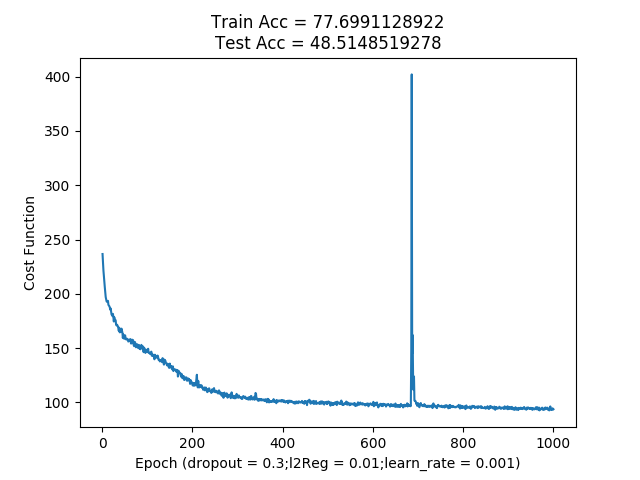 Train Acc = 77.6991128922
Test Acc = 48.5148519278
400
350
300
250
200
150
100
Cost Function
0 200 400 600 800 1000
Epoch (dropout = 0.3;l2Reg = 0.01;learn_rate = 0.001)